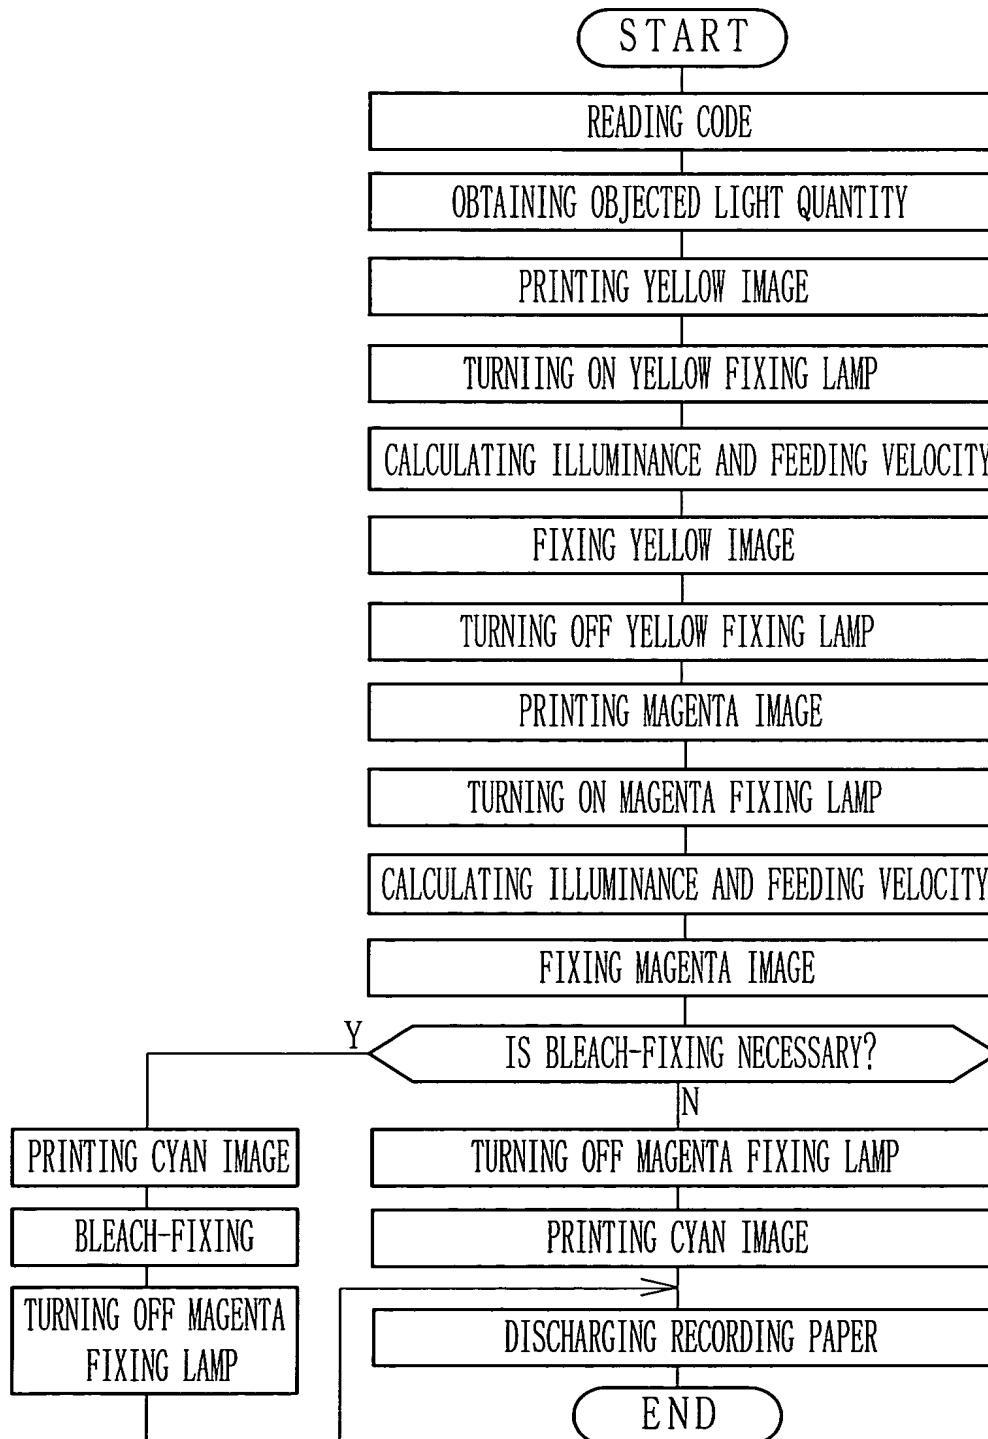 START
READING CODE
OBTAINING OBJECTED LIGHT QUANTITY
PRINTING YELLOW IMAGE
TURNIING ON YELLOW FIXING LAMP
CALCULATING ILLUMINANCE AND FEEDING VELOCITY
FIXING YELLOW IMAGE
TURNING OFF YELLOW FIXING LAMP
PRINTING MAGENTA IMAGE
TURNING ON MAGENTA FIXING LAMP
CALCULATING ILLUMINANCE AND FEEDING VELOCITY
FIXING MAGENTA IMAGE
IS BLEACH-FIXING NECESSARY?
Y
PRINTING CYAN IMAGE
BLEACH-FIXING
TURNING OFF MAGENTA
FIXING LAMP
N
TURNING OFF MAGENTA FIXING LAMP
PRINTING CYAN IMAGE
DISCHARGING RECORDING PAPER
END